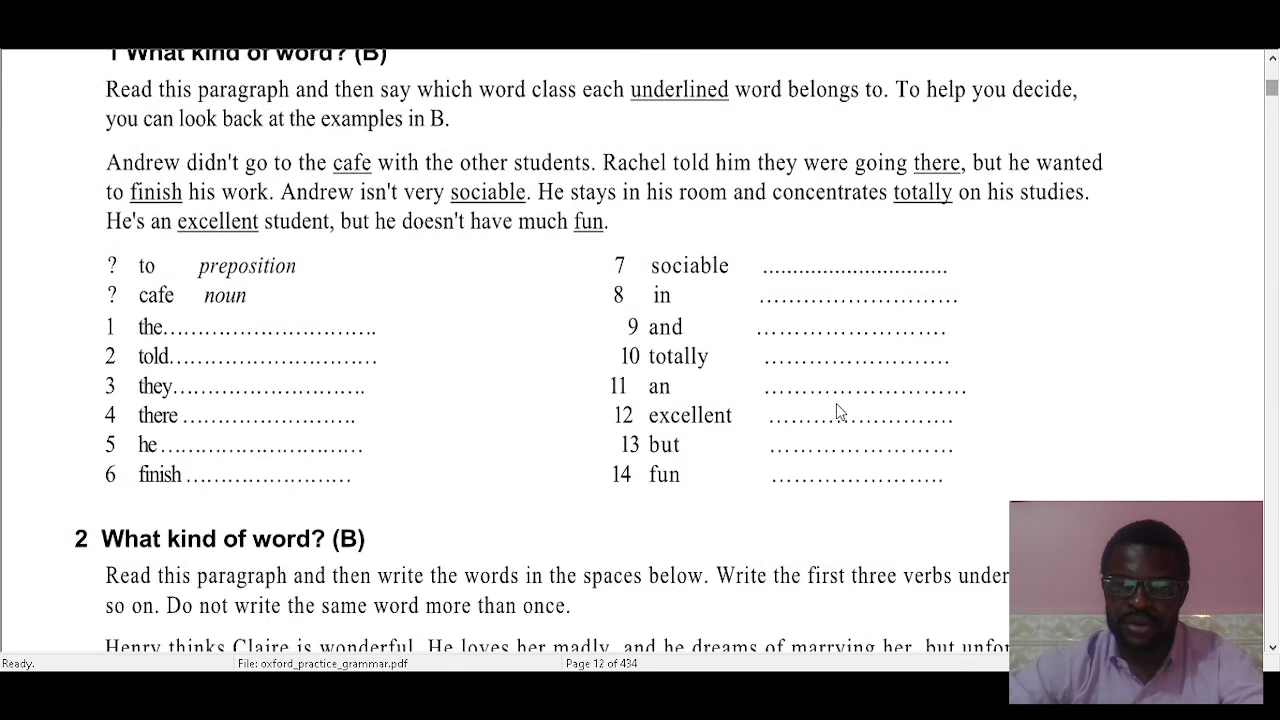 1 What kind of word? (B)
Read this paragraph and then say which word class each underlined word belongs to. To help you decide,
you can look back at the examples in B.
Andrew didn't go to the cafe with the other students. Rachel told him they were going there, but he wanted
to finish his work. Andrew isn't very sociable. He stays in his room and concentrates totally on his studies.
He's an excellent student, but he doesn't have much fun.
? to preposition
? cafe noun
1 the…………………………….
2 told……………………………
3 they……………………….
4 there …………………….
5 he…………………………
6 finish ……………………
7 sociable ...............................
8 in …………………………
9 and ……………………….
10 totally ……………………….
11 an …………………………
12 excellent ……………………….
13 but ………………………
14 fun ……………………..
2 What kind of word? (B)
Read this paragraph and then write the words in the spaces below. Write the first three verbs under
so on. Do not write the same word more than once.
Henry thinks Claire is wonderful. He loves her madly, and he dreams of marrying her, but unfor
Ready. File: oxford_practice_grammar.pdf Page 12 of 434